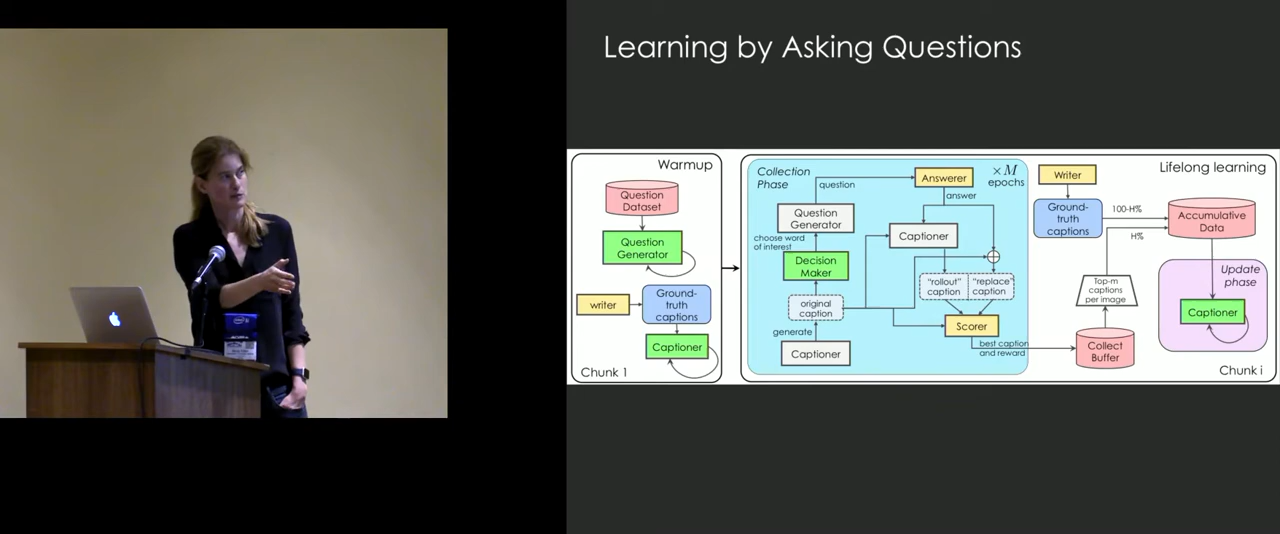 Learning by Asking Questions
Warmup
Question
Dataset
Question
Generator
writer
Ground-
truth
captions
Captioner
Chunk 1
Collection
Phase
×M
epochs
question
Answerer
answer
Question
Generator
choose word
of interest
Captioner
Decision
Maker
"rollout"
caption
"replace"
caption
original
caption
generate
Scorer
Captioner
best caption
and reward
Lifelong learning
Writer
Ground-
truth
captions
100-H%
H%
Accumulative
Data
Top-m
captions
per image
Update
phase
Captioner
Collect
Buffer
Chunk i